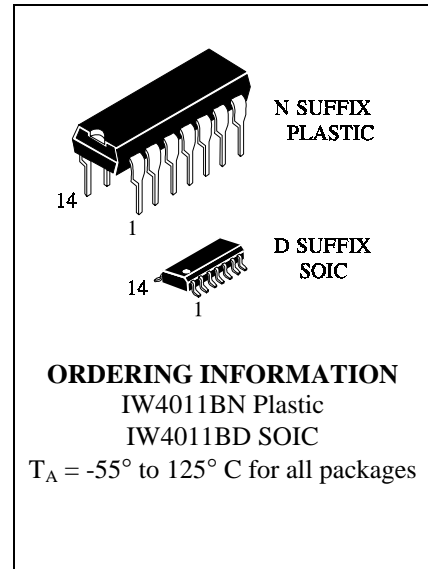 N SUFFIX
PLASTIC
14
1
D SUFFIX
SOIC
14
1
ORDERING INFORMATION
IW4011BN Plastic
IW4011BD SOIC
T_A = -55° to 125° C for all packages